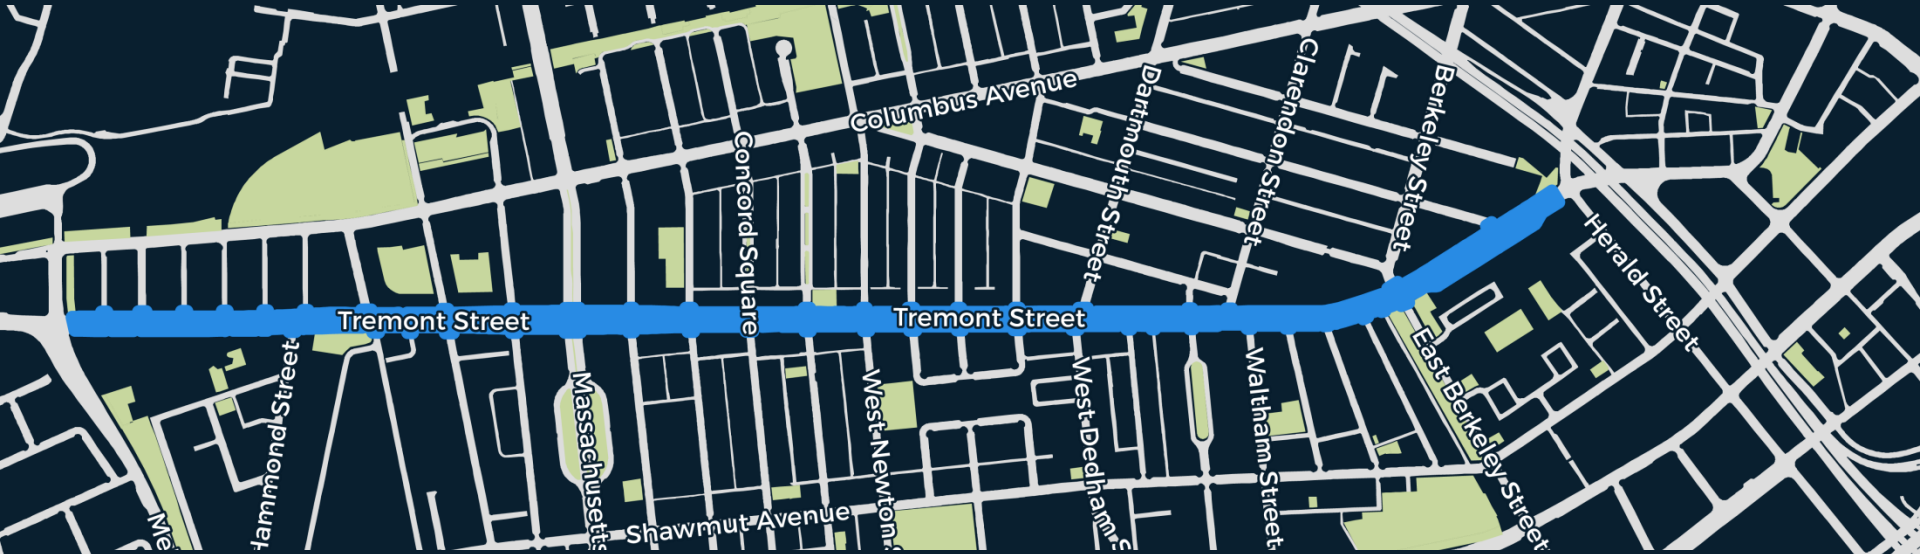 Columbus Avenue
Dartmouth Street
Clarendon Street
Berkeley Street
Concord Square
Herald Street
Tremont Street
Tremont Street
East Berkeley Street
Hammond Street
Massachusetts
West Newton
West Dedham S
Waltham Street
Shawmut Avenue
Me